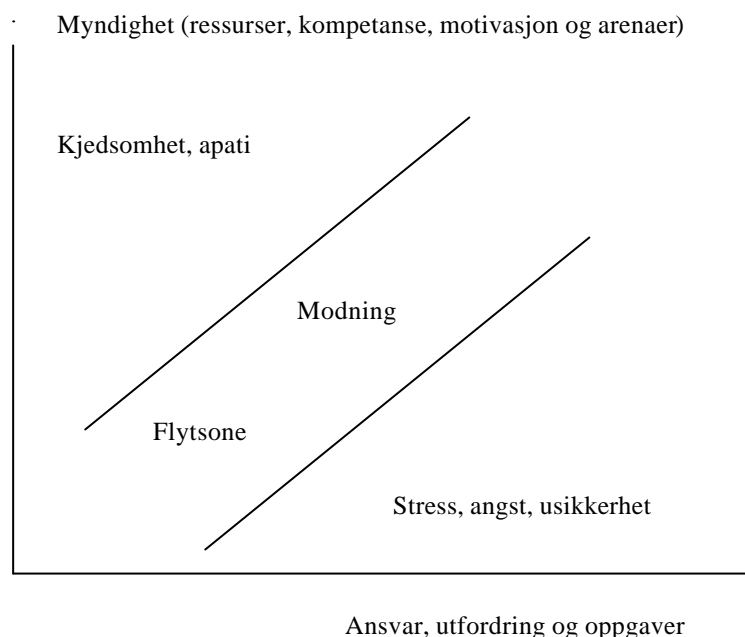 Myndighet (ressurser, kompetanse, motivasjon og arenaer)
Kjedsomhet, apati
Modning
Flytsone
Stress, angst, usikkerhet
Ansvar, utfordring og oppgaver